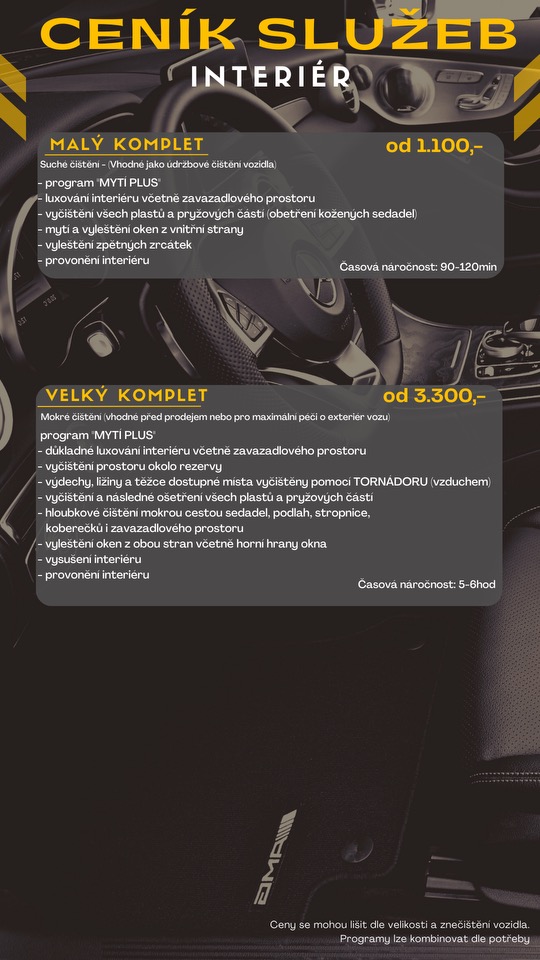 CENÍK SLUŽEB
INTERIÉR
MALÝ KOMPLET
od 1.100,-
Suché čištění - (Vhodné jako údržbové čištění vozidla)
- program "MYTÍ PLUS"
- luxování interiéru včetně zavazadlového prostoru
- vyčištění všech plastů a pryžových částí (obetření kožených sedadel)
- mytí a vyleštění oken z vnitřní strany
- vyleštění zpětných zrcátek
- provonění interiéru
Časová náročnost: 90-120min
VELKÝ KOMPLET
od 3.300,-
Mokré čištění (vhodné před prodejem nebo pro maximální péči o exteriér vozu)
program "MYTÍ PLUS"
- důkladné luxování interiéru včetně zavazadlového prostoru
- vyčištění prostoru okolo rezervy
- výdechy, ližiny a těžce dostupné místa vyčištěny pomocí TORNÁDORU (vzduchem)
- vyčištění a následné ošetření všech plastů a pryžových částí
- hloubkové čištění mokrou cestou sedadel, podlah, stropnice,
koberečků i zavazadlového prostoru
- vyleštění oken z obou stran včetně horní hrany okna
- vysušení interiéru
- provonění interiéru
Časová náročnost: 5-6hod
AMG
Ceny se mohou lišit dle velikosti a znečištění vozidla.
Programy lze kombinovat dle potřeby